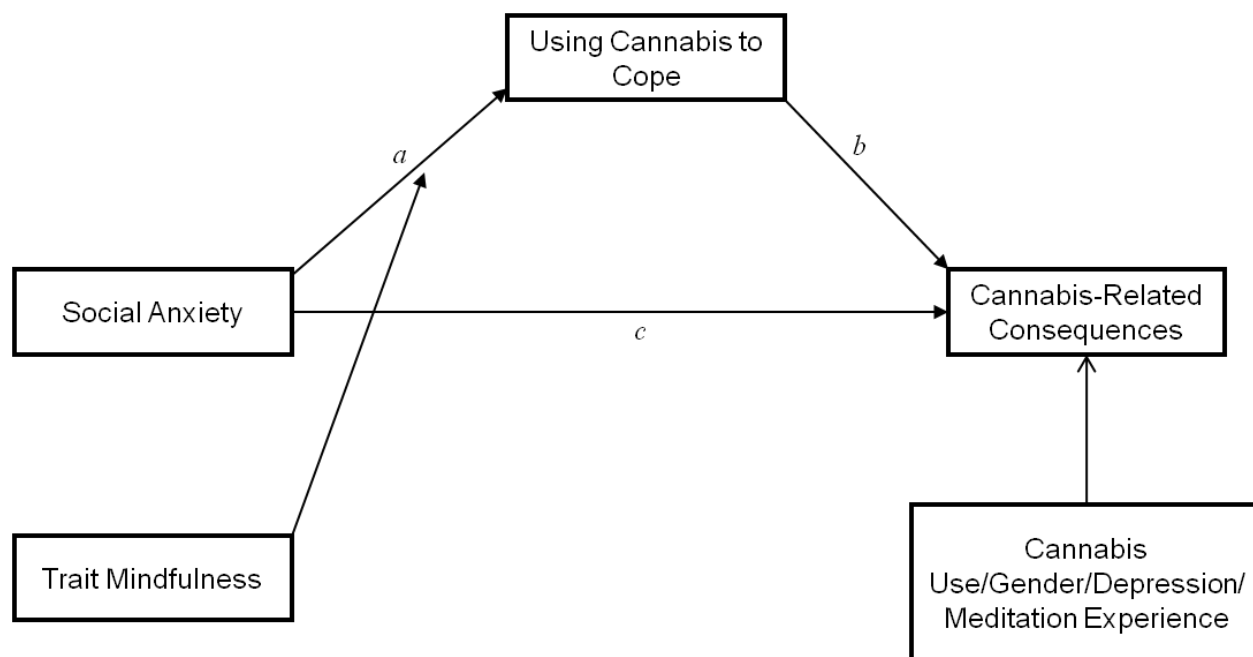 Using Cannabis to
Cope
a
b
Social Anxiety
Cannabis-Related
Consequences
c
Trait Mindfulness
Cannabis
Use/Gender/Depression/
Meditation Experience